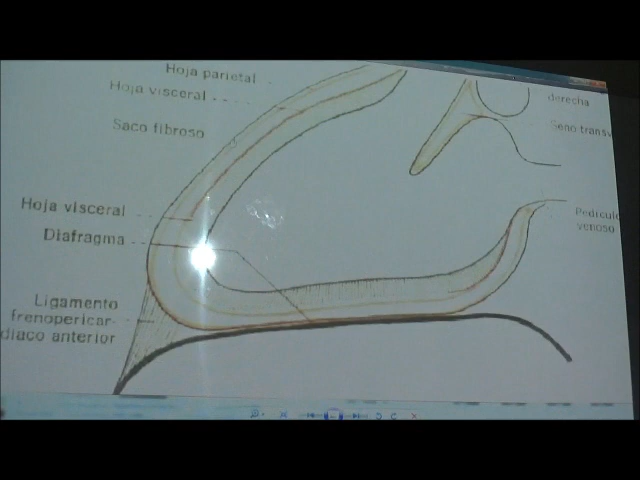 Hoja parietal
Hoja visceral
Saco fibroso
Hoja visceral
Diafragma
Ligamento
frenopericar-
diaco anterior
derecha
Seno transv
Pedicul
venoso